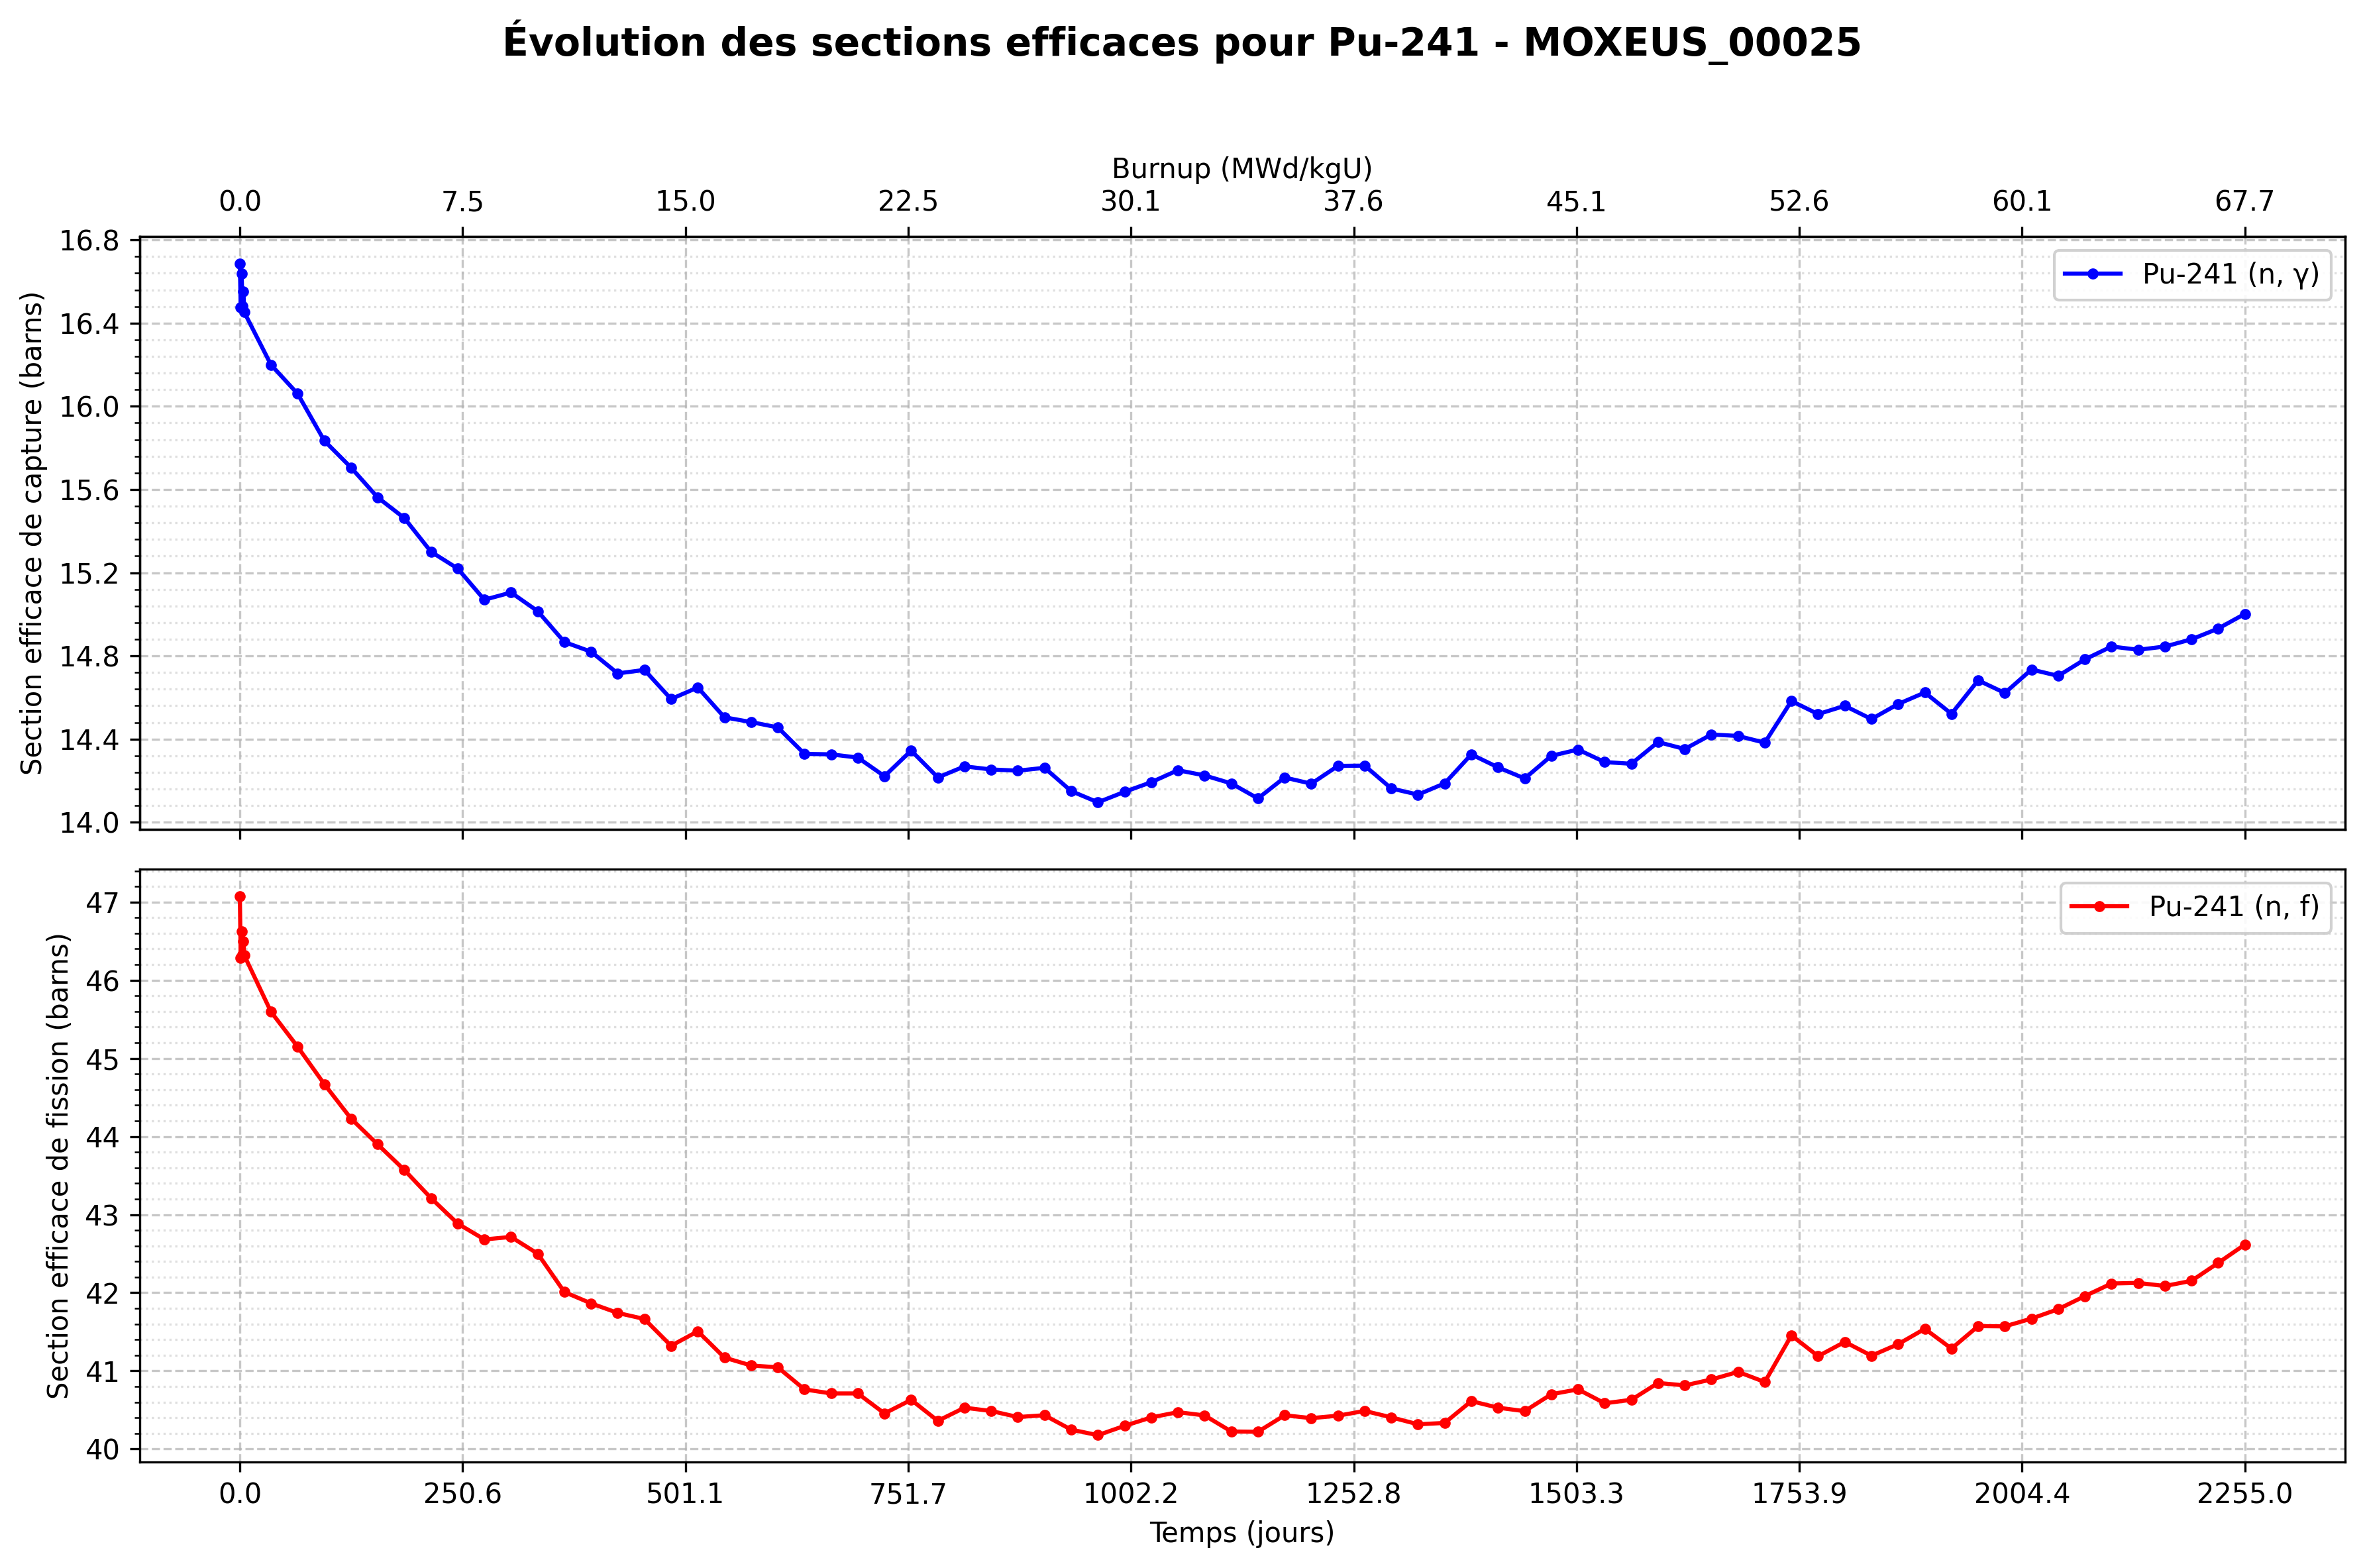 Évolution des sections efficaces pour Pu-241 - MOXEUS_00025
Burnup (MWd/kgU)
0.0 7.5 15.0 22.5 30.1 37.6 45.1 52.6 60.1 67.7
Section efficace de capture (barns)
16.8
16.4
16.0
15.6
15.2
14.8
14.4
14.0
Pu-241 (n, γ)
Section efficace de fission (barns)
47
46
45
44
43
42
41
40
Pu-241 (n, f)
0.0 250.6 501.1 751.7 1002.2 1252.8 1503.3 1753.9 2004.4 2255.0
Temps (jours)